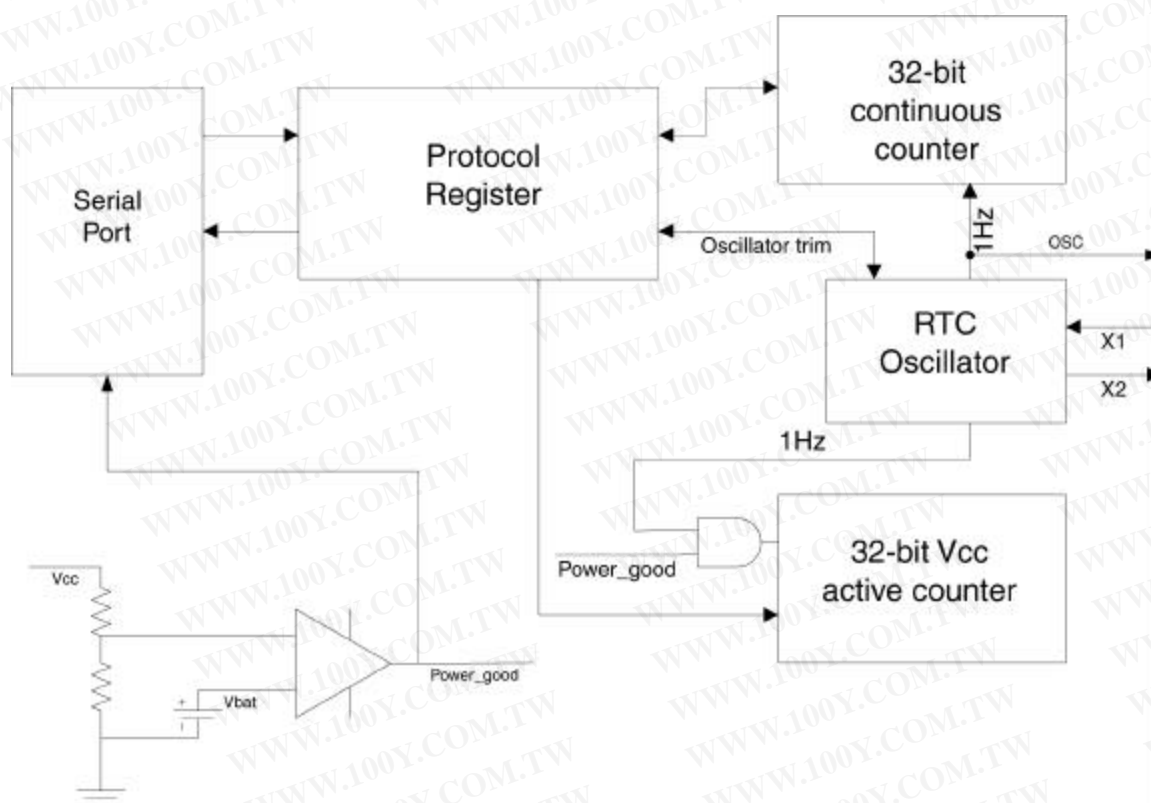 32-bit
continuous
counter
Protocol
Register
Serial
Port
1Hz
OSC
Oscillator trim
RTC
Oscillator
X1
X2
1Hz
32-bit Vcc
active counter
Power_good
Vcc
Vbat
+
-
Power_good
WWW.100Y.COM.TW